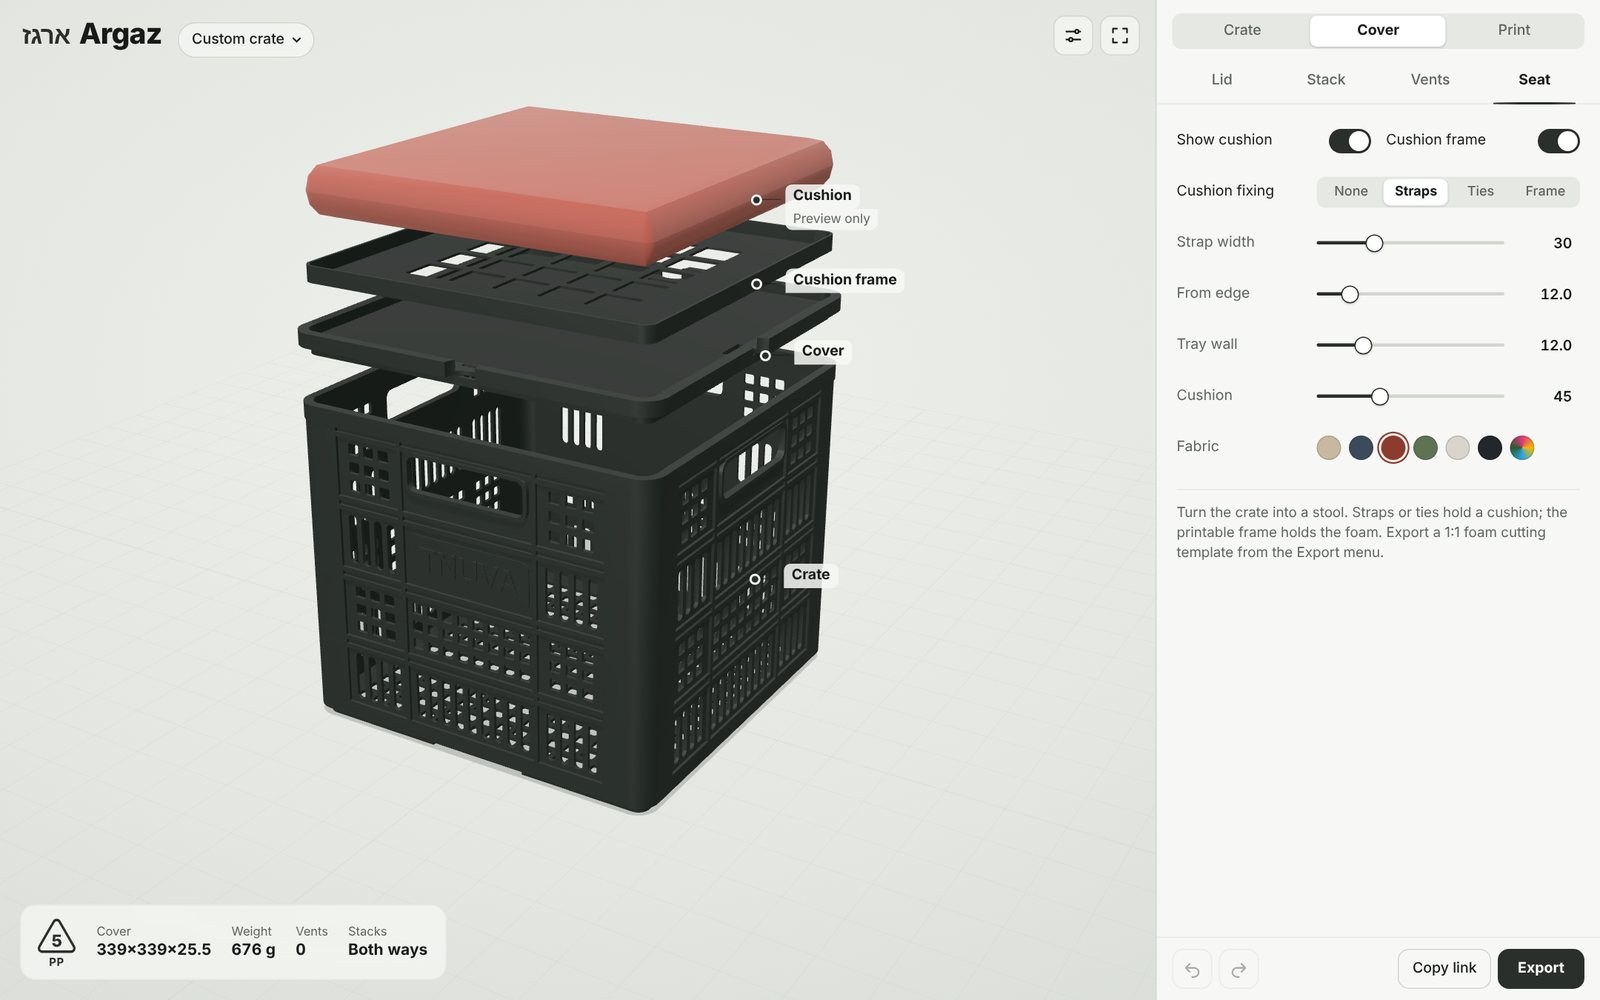 ארגז Argaz
Custom crate
Crate Cover Print
Lid Stack Vents Seat
Show cushion
Cushion frame
Cushion fixing
None Straps Ties Frame
Strap width 30
From edge 12.0
Tray wall 12.0
Cushion 45
Fabric
Turn the crate into a stool. Straps or ties hold a cushion; the
printable frame holds the foam. Export a 1:1 foam cutting
template from the Export menu.
Cushion
Preview only
Cushion frame
Cover
Crate
TNUVA
5
PP
Cover
339×339×25.5
Weight
676 g
Vents
0
Stacks
Both ways
Copy link
Export